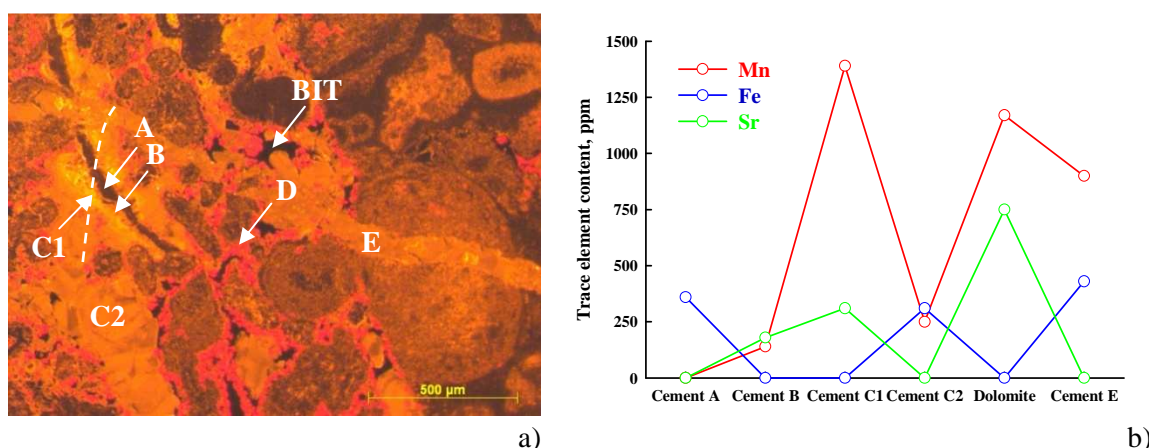 BIT
A
B
D
C1
E
C2
500 µm
a)
1500
1250
1000
750
500
250
0
Trace element content, ppm
Mn
Fe
Sr
Cement A
Cement B
Cement C1
Cement C2
Dolomite
Cement E
b)